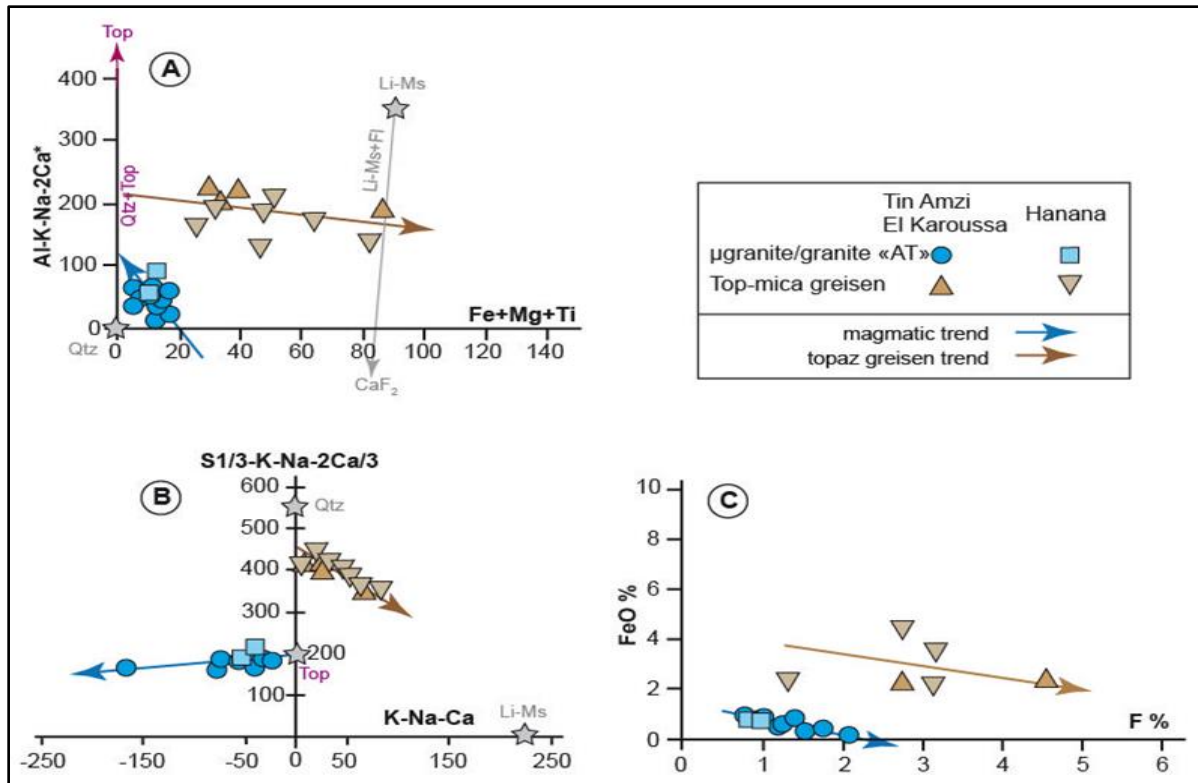 Top
A
400
300
200
100
0
Al-K-Na-2Ca*
Qtz+Top
Li-Ms
Li-Ms+Fl
Fe+Mg+Ti
Qtz
0 20 40 60 80 100 120 140
CaF₂
Tin Amzi
El Karoussa
Hanana
µgranite/granite «AT»
Top-mica greisen
magmatic trend
topaz greisen trend
S1/3-K-Na-2Ca/3
B
600
500
400
300
200
100
Qtz
Top
K-Na-Ca
Li-Ms
-250 -150 -50 0 50 150 250
C
10
8
6
4
2
0
FeO %
F %
0 1 2 3 4 5 6